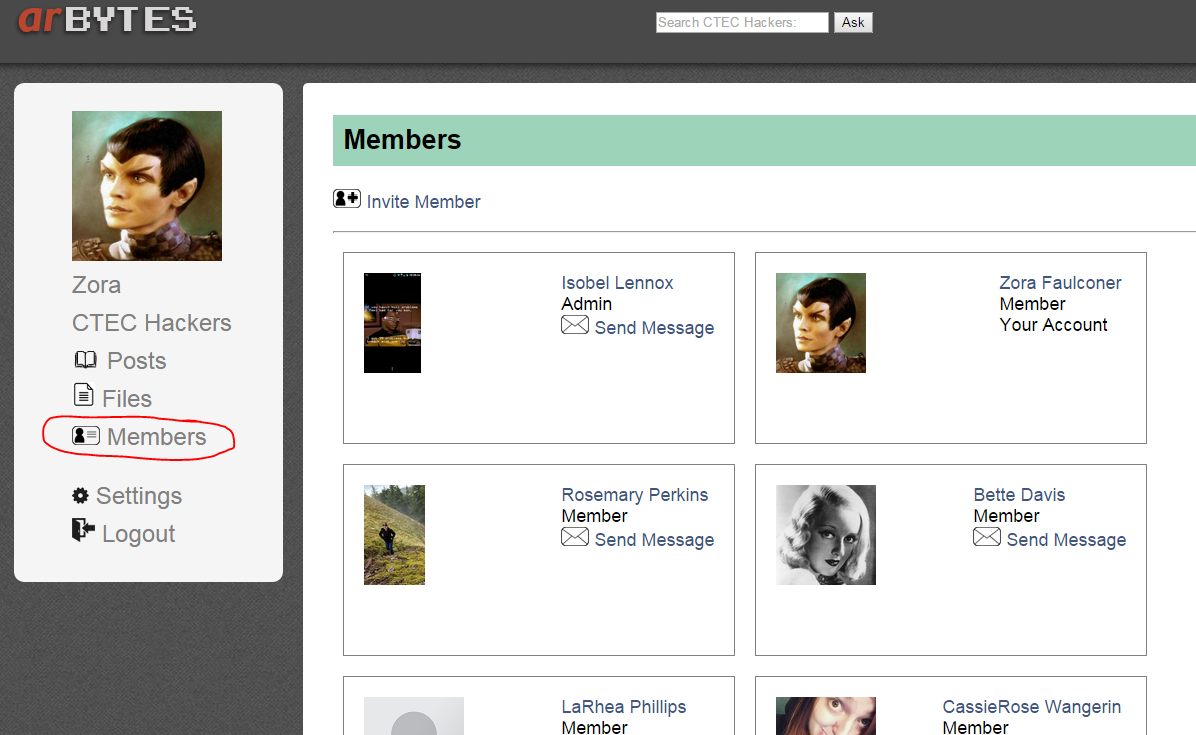 arBYTES
Search CTEC Hackers:
Ask
Zora
CTEC Hackers
Posts
Files
Members
Settings
Logout
Members
Invite Member
Isobel Lennox
Admin
Send Message
Zora Faulconer
Member
Your Account
Rosemary Perkins
Member
Send Message
Bette Davis
Member
Send Message
LaRhea Phillips
Member
CassieRose Wangerin
Member